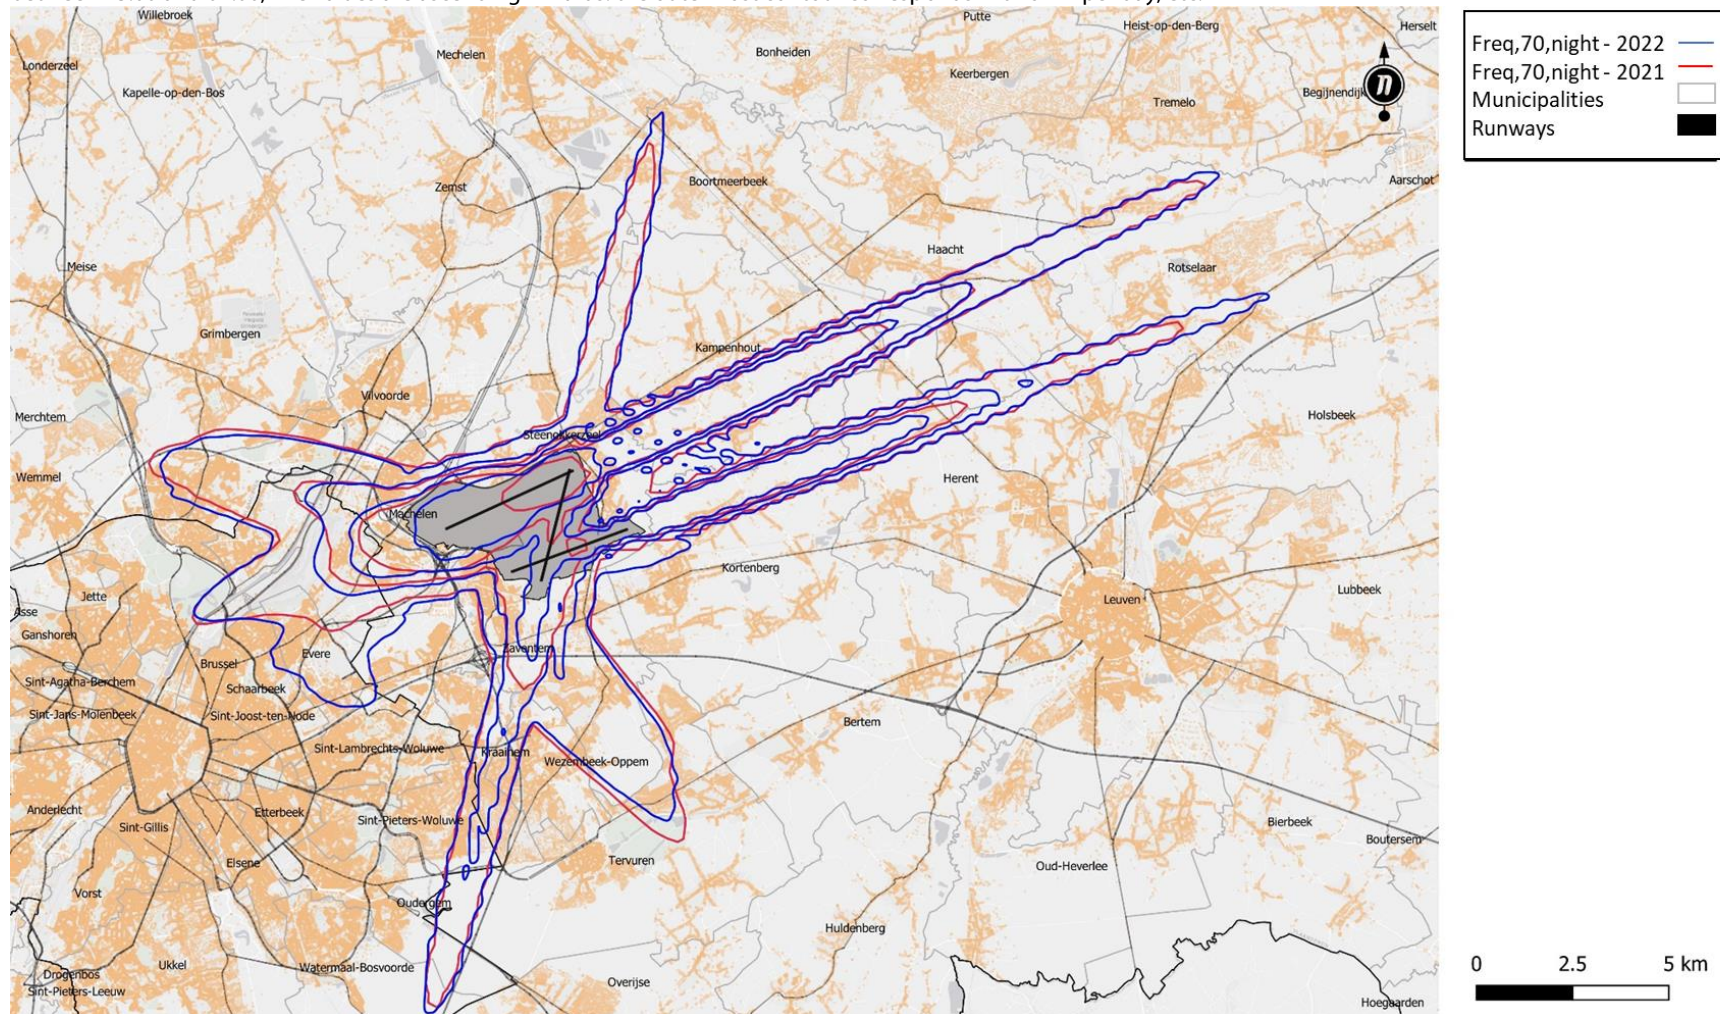 Willebroek
Putte
Heist-op-den-Berg
Herselt
Mechelen
Bonheiden
Londerzeel
Keerbergen
Kapelle-op-den-Bos
Tremelo
Begijnendijk
Zemst
Boortmeerbeek
Aarschot
Haacht
Meise
Rotselaar
Grimbergen
Kampenhout
Vilvoorde
Merchtem
Holsbeek
Steenokkerzeel
Wemmel
Herent
Machelen
Kortenberg
Jette
Leuven
Lubbeek
Asse
Ganshoren
Evere
Zaventem
Brussel
Sint-Agatha-Berchem
Schaarbeek
Sint-Jans-Molenbeek
Sint-Joost-ten-Node
Bertem
Sint-Lambrechts-Woluwe
Kraainem
Wezembeek-Oppem
Anderlecht
Etterbeek
Sint-Pieters-Woluwe
Sint-Gillis
Bierbeek
Boutersem
Elsene
Tervuren
Oud-Heverlee
Vorst
Oudergem
Huldenberg
Ukkel
Watermaal-Bosvoorde
Drogenbos
Overijse
Sint-Pieters-Leeuw
Hoegaarden
Freq,70,night - 2022
Freq,70,night - 2021
Municipalities
Runways
n
0 2.5 5 km